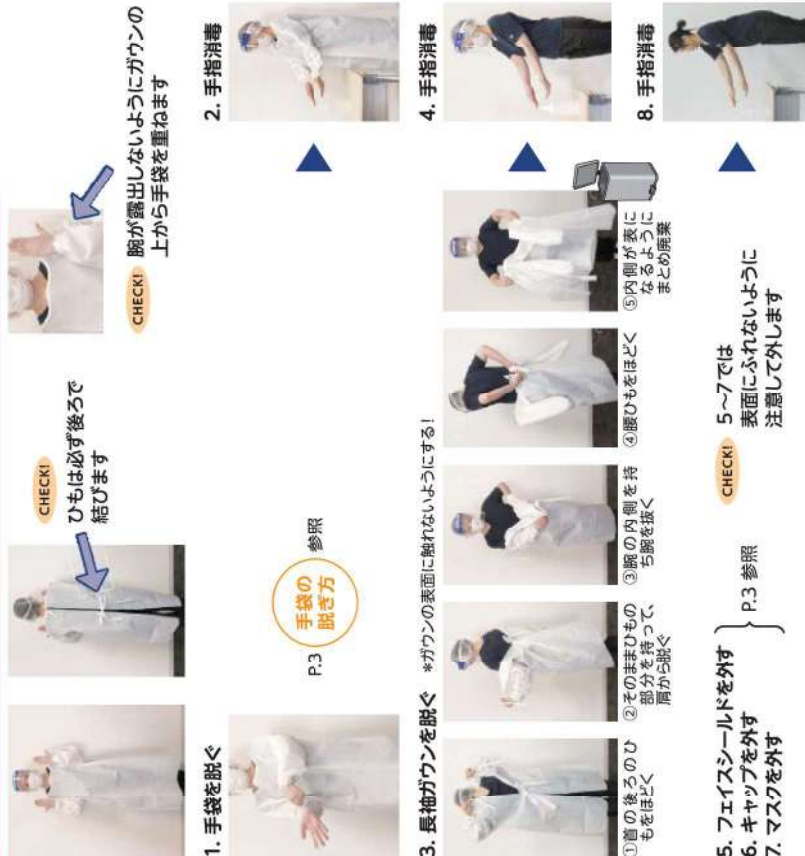 CHECK!
ひもは必ず後ろで
結びます
CHECK!
腕が露出しないようにガウンの
上から手袋を重ねます
1. 手袋を脱ぐ
P.3
手袋の
脱ぎ方
参照
2. 手指消毒
3. 長袖ガウンを脱ぐ
*ガウンの表面に触れないようにする!
①首の後ろのひ
もをほどく
②そのままひもの
部分を持って、
肩から脱ぐ
③腕の内側を持
ち腕を抜く
④腰ひもをほどく
⑤内側が表に
なるように
まとめ廃棄
4. 手指消毒
5. フェイスシールドを外す
6. キャップを外す
7. マスクを外す
P.3 参照
CHECK!
5〜7では
表面にふれないように
注意して外します
8. 手指消毒